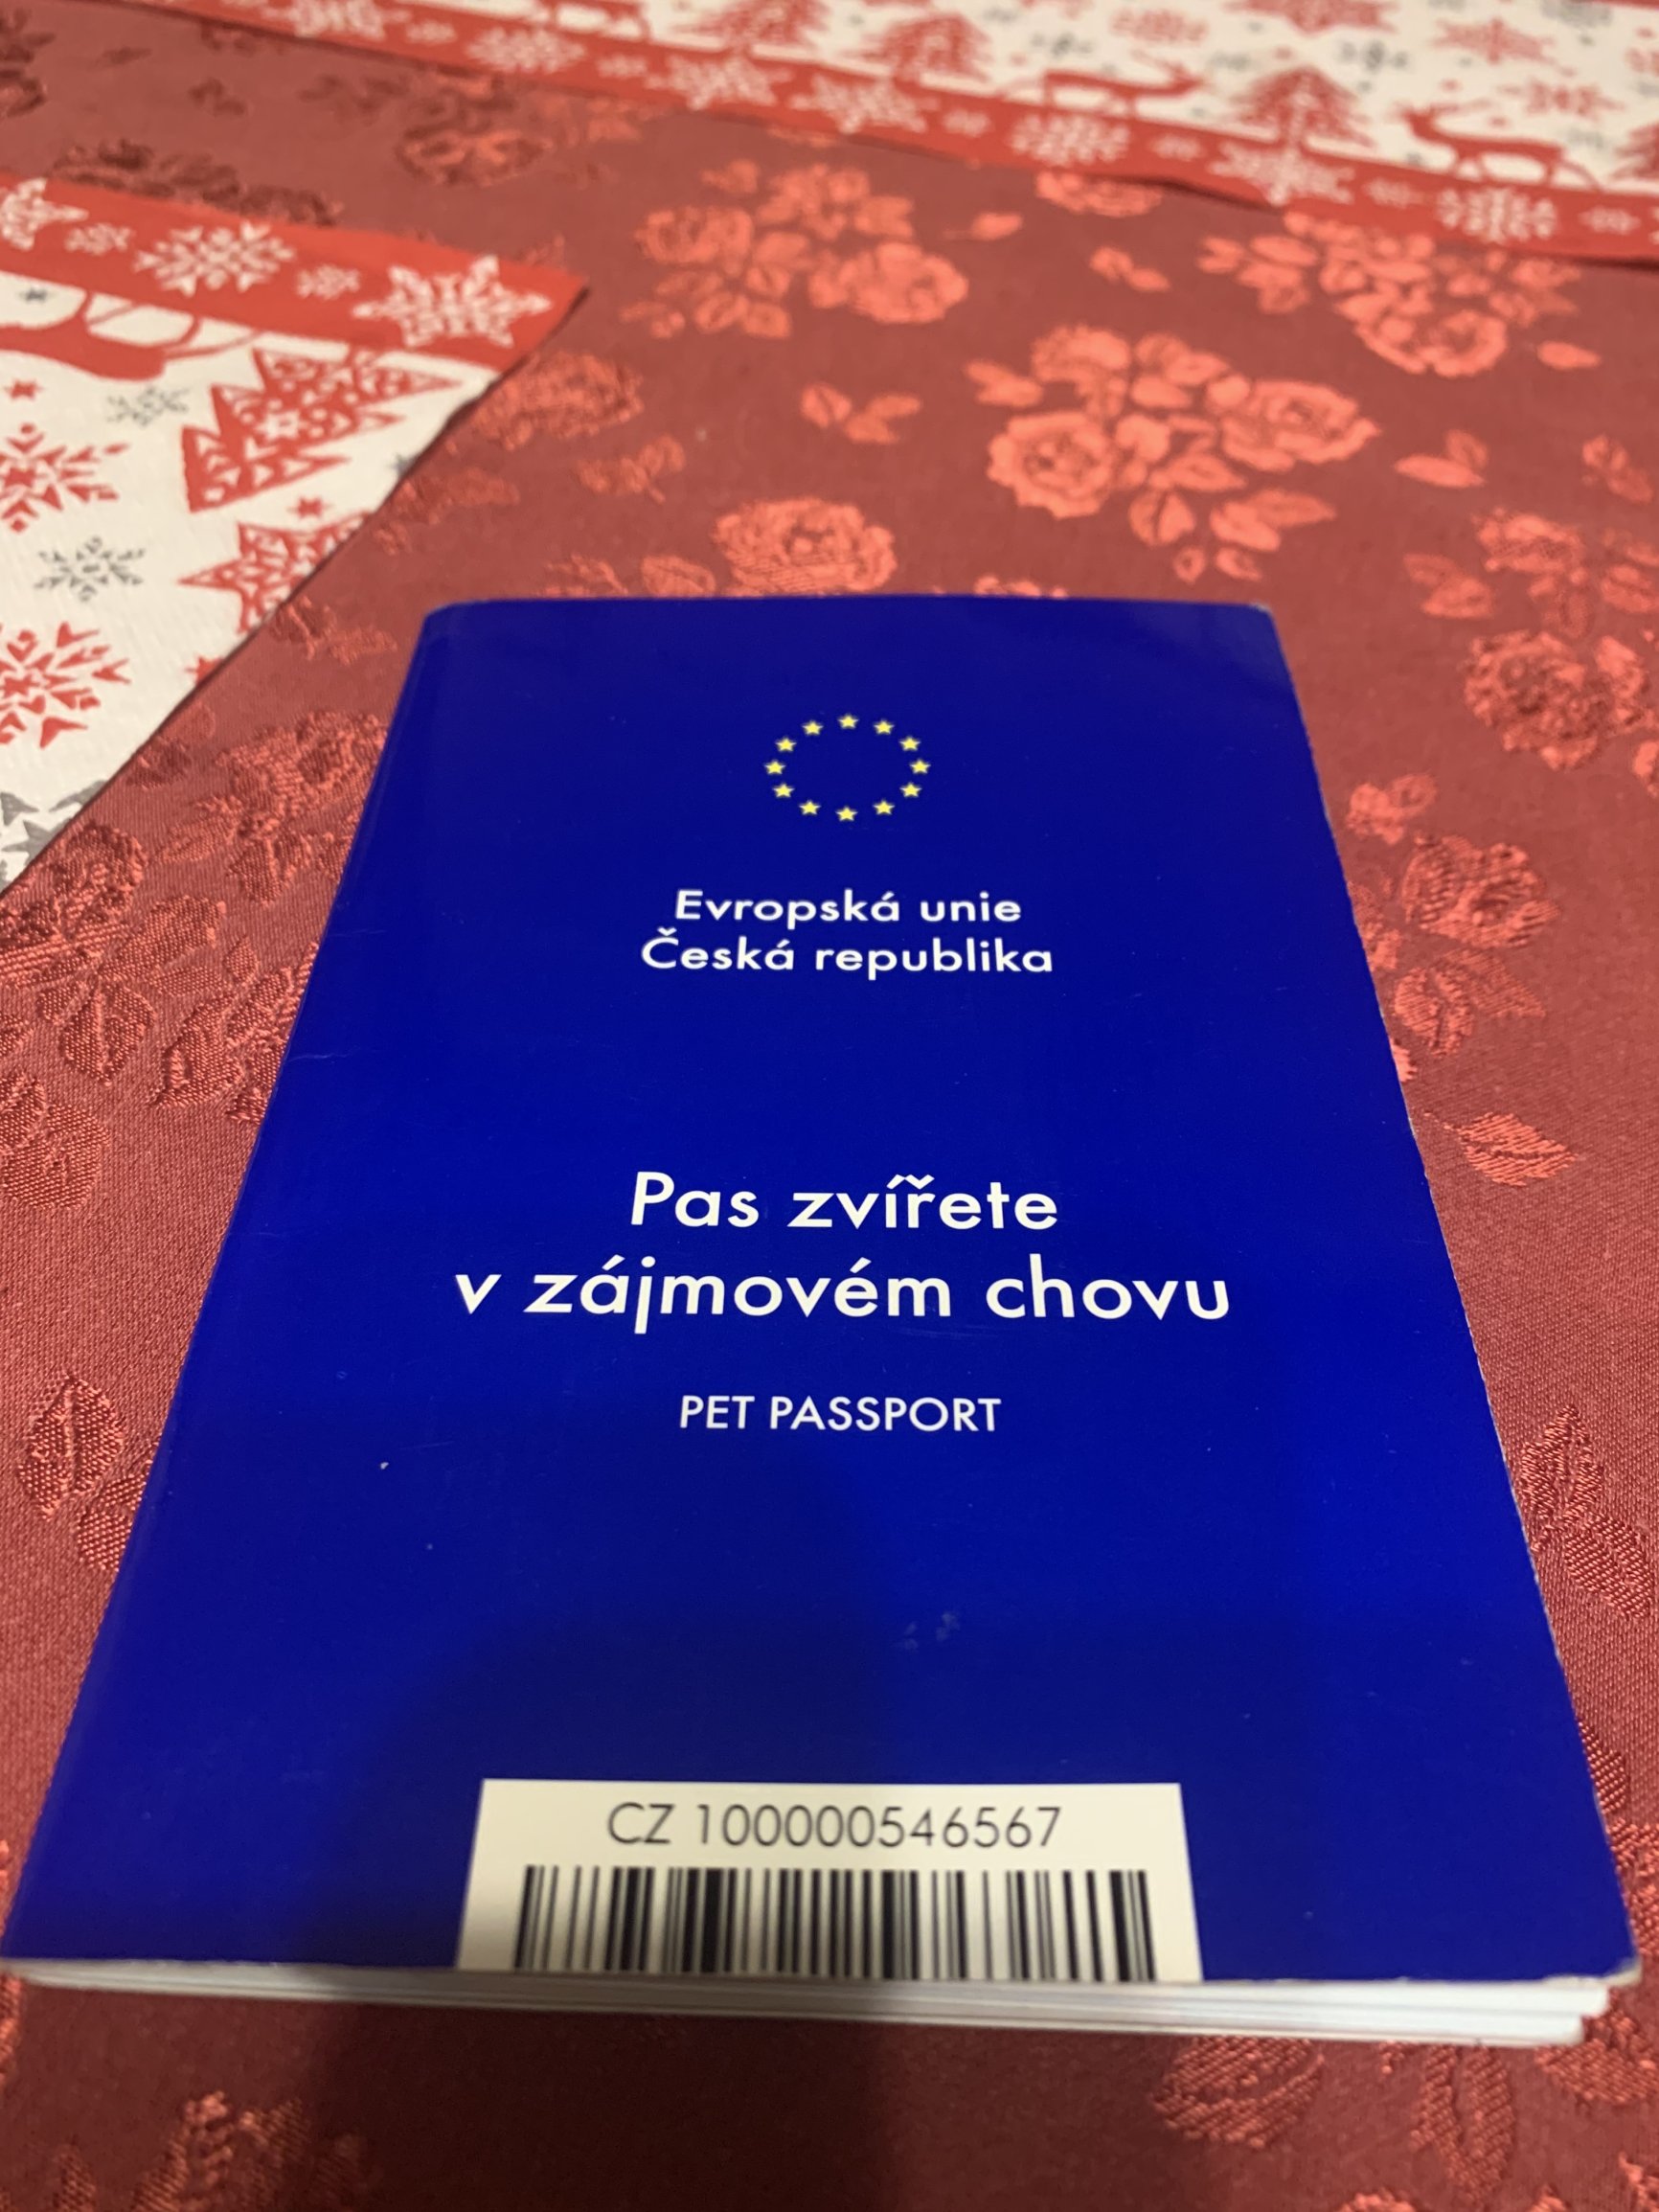 Evropská unie
Česká republika
Pas zvířete
v zájmovém chovu
PET PASSPORT
CZ 100000546567